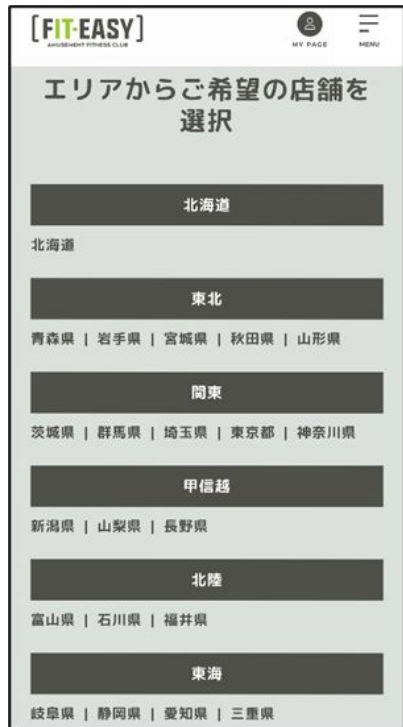 [FIT-EASY]
AMUSEMENT FITNESS CLUB
MY PAGE
MENU
エリアからご希望の店舗を
選択
北海道
北海道
東北
青森県 | 岩手県 | 宮城県 | 秋田県 | 山形県
関東
茨城県 | 群馬県 | 埼玉県 | 東京都 | 神奈川県
甲信越
新潟県 | 山梨県 | 長野県
北陸
富山県 | 石川県 | 福井県
東海
岐阜県 | 静岡県 | 愛知県 | 三重県